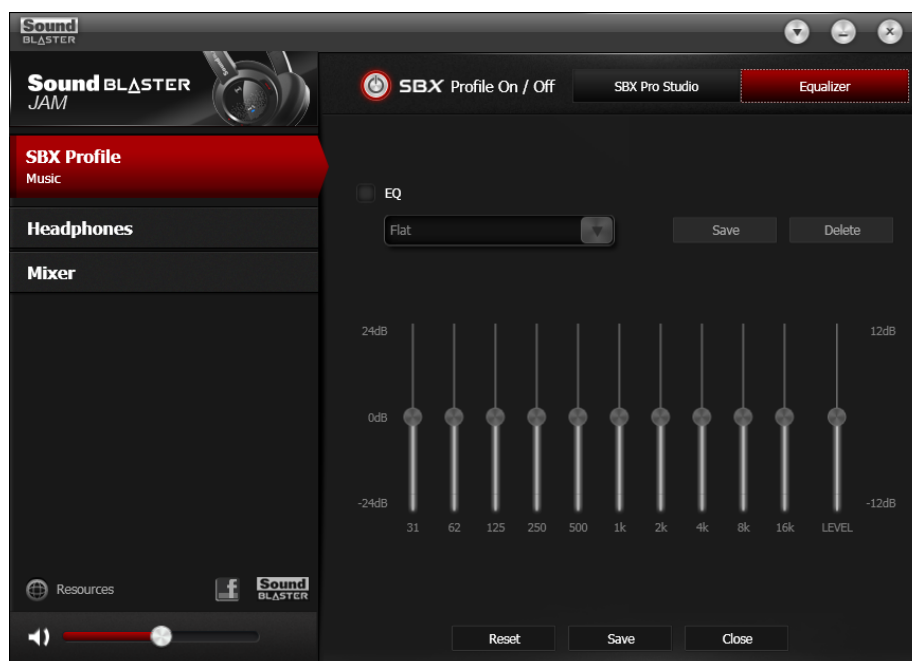 Sound
BLASTER
Sound BLASTER
JAM
SBX Profile On / Off
SBX Pro Studio
Equalizer
SBX Profile
Music
Headphones
Mixer
EQ
Flat
Save
Delete
24dB
12dB
0dB
-24dB
-12dB
31 62 125 250 500 1k 2k 4k 8k 16k LEVEL
Resources
f
Sound
BLASTER
Reset
Save
Close